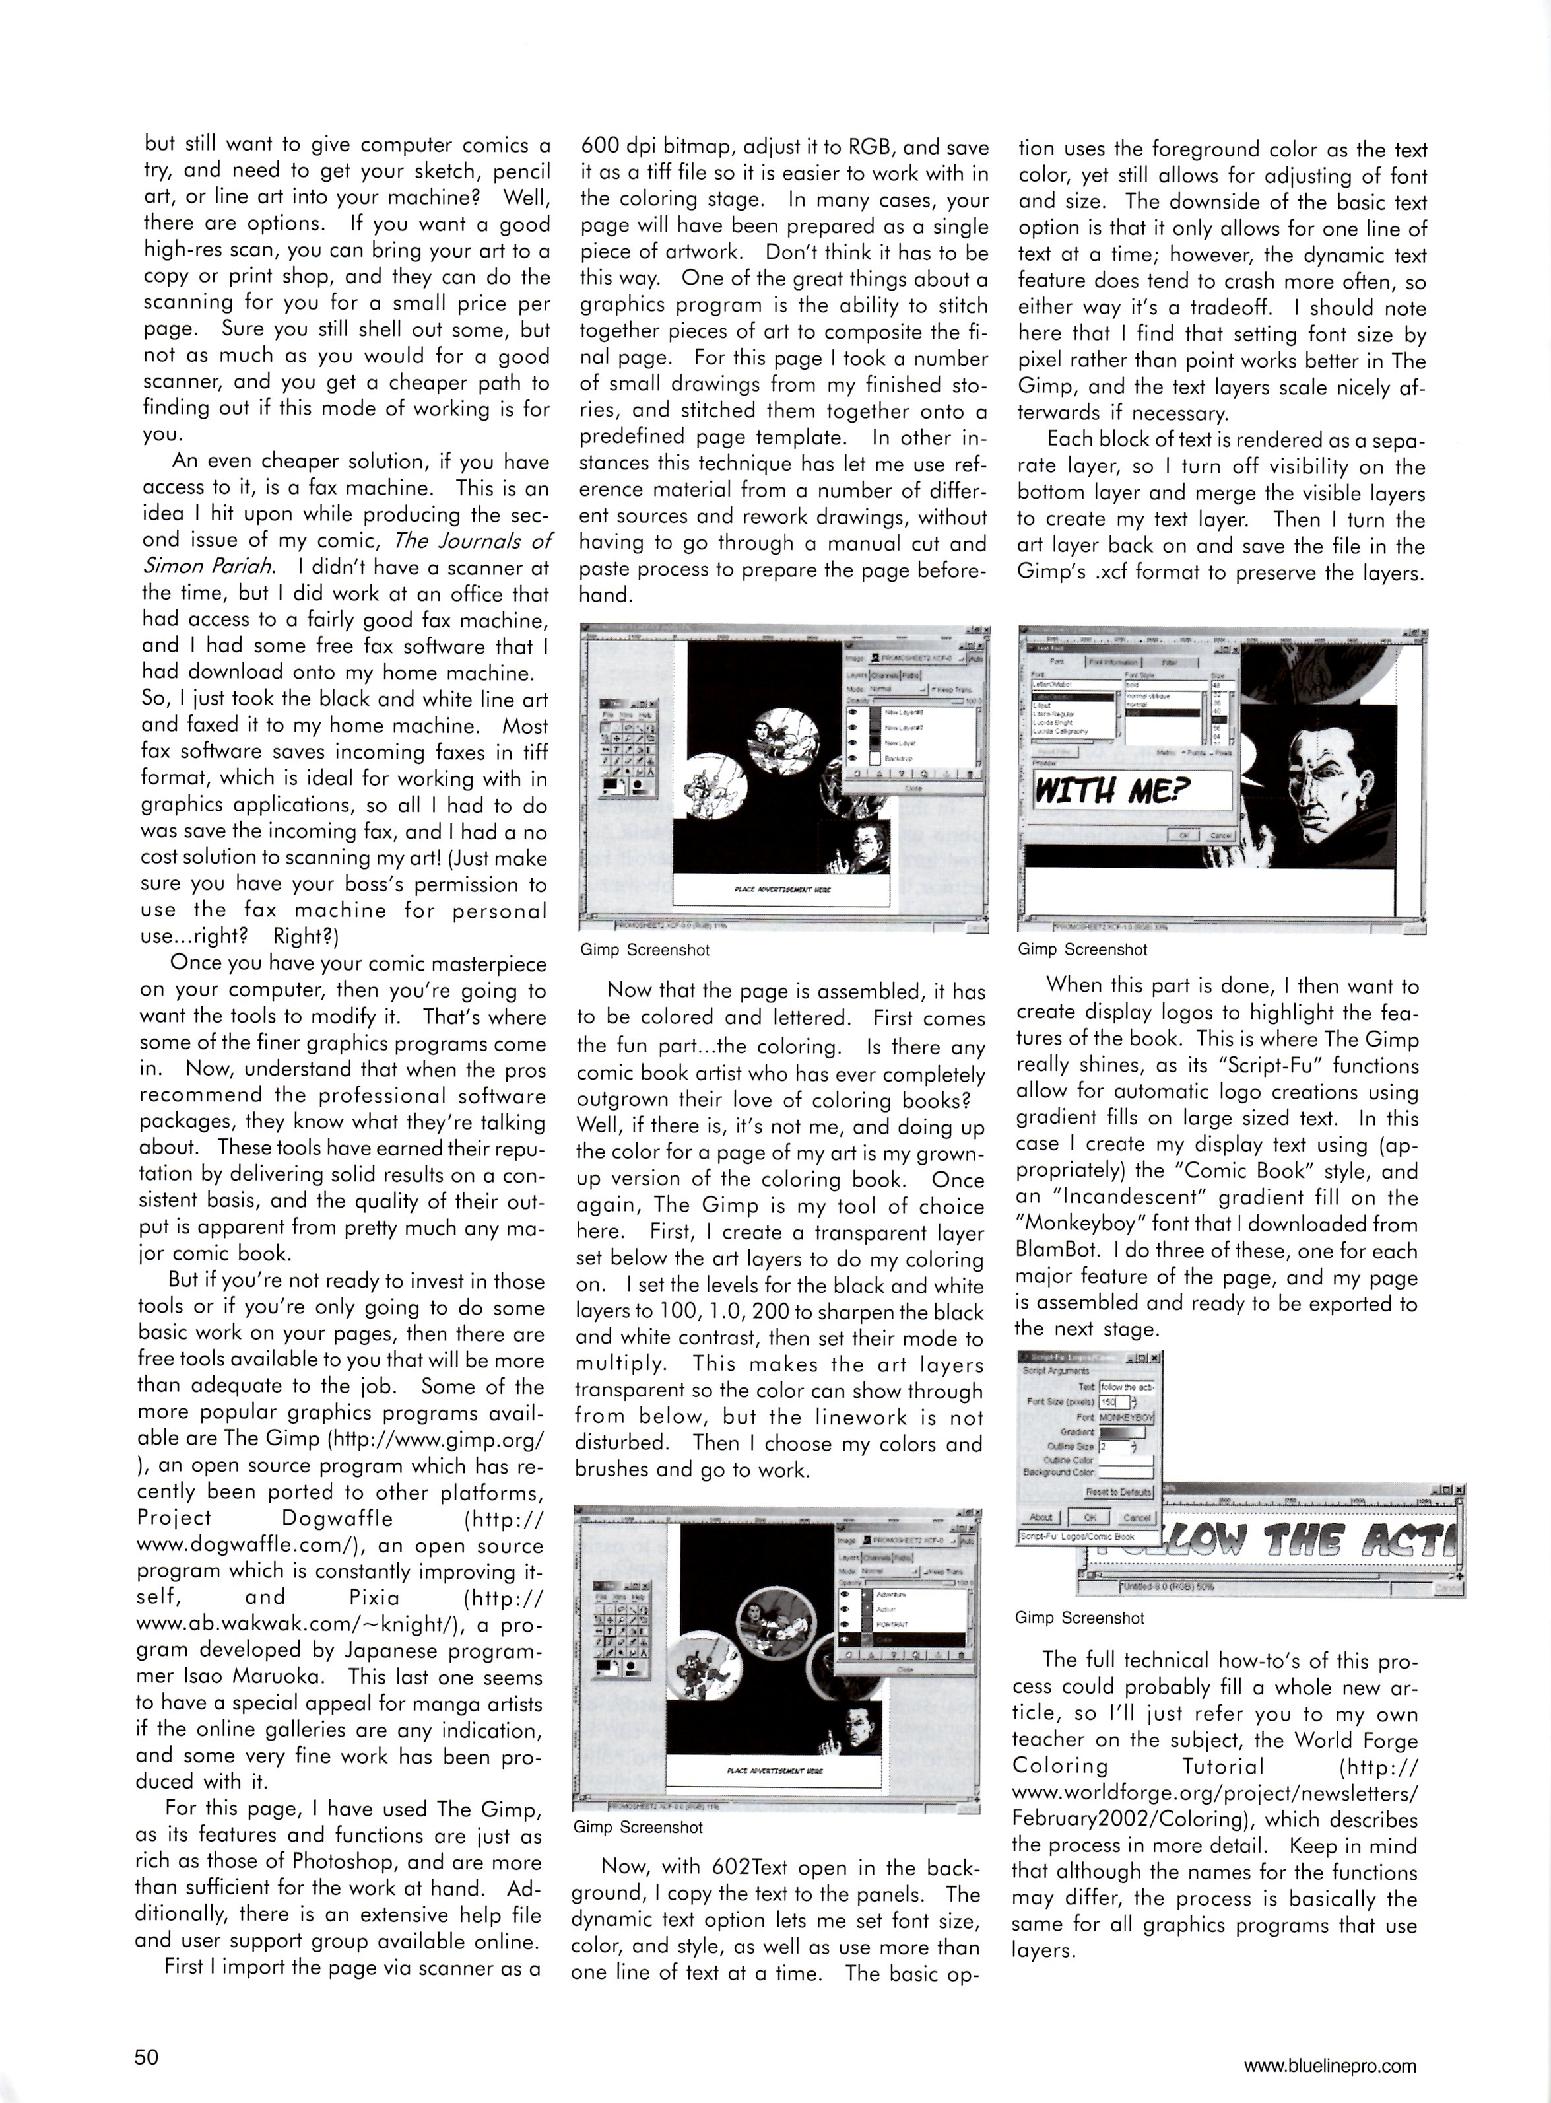 but still want to give computer comics a
try, and need to get your sketch, pencil
art, or line art into your machine? Well,
there are options. If you want a good
high-res scan, you can bring your art to a
copy or print shop, and they can do the
scanning for you for a small price per
page. Sure you still shell out some, but
not as much as you would for a good
scanner, and you get a cheaper path to
finding out if this mode of working is for
you.
An even cheaper solution, if you have
access to it, is a fax machine. This is an
idea I hit upon while producing the sec-
ond issue of my comic, The Journals of
Simon Pariah. I didn't have a scanner at
the time, but I did work at an office that
had access to a fairly good fax machine,
and I had some free fax software that I
had download onto my home machine.
So, I just took the black and white line art
and faxed it to my home machine. Most
fax software saves incoming faxes in tiff
format, which is ideal for working with in
graphics applications, so all I had to do
was save the incoming fax, and I had a no
cost solution to scanning my art! (Just make
sure you have your boss's permission to
use the fax machine for personal
use...right? Right?)
Once you have your comic masterpiece
on your computer, then you're going to
want the tools to modify it. That's where
some of the finer graphics programs come
in. Now, understand that when the pros
recommend the professional software
packages, they know what they're talking
about. These tools have earned their repu-
tation by delivering solid results on a con-
sistent basis, and the quality of their out-
put is apparent from pretty much any ma-
jor comic book.
But if you're not ready to invest in those
tools or if you're only going to do some
basic work on your pages, then there are
free tools available to you that will be more
than adequate to the job. Some of the
more popular graphics programs avail-
able are The Gimp (http://www.gimp.org/
), an open source program which has re-
cently been ported to other platforms,
Project Dogwaffle (http://
www.dogwaffle.com/), an open source
program which is constantly improving it-
self, and Pixia (http://
www.ab.wakwak.com/~knight/), a pro-
gram developed by Japanese program-
mer Isao Maruoka. This last one seems
to have a special appeal for manga artists
if the online galleries are any indication,
and some very fine work has been pro-
duced with it.
For this page, I have used The Gimp,
as its features and functions are just as
rich as those of Photoshop, and are more
than sufficient for the work at hand. Ad-
ditionally, there is an extensive help file
and user support group available online.
First I import the page via scanner as a
600 dpi bitmap, adjust it to RGB, and save
it as a tiff file so it is easier to work with in
the coloring stage. In many cases, your
page will have been prepared as a single
piece of artwork. Don't think it has to be
this way. One of the great things about a
graphics program is the ability to stitch
together pieces of art to composite the fi-
nal page. For this page I took a number
of small drawings from my finished sto-
ries, and stitched them together onto a
predefined page template. In other in-
stances this technique has let me use ref-
erence material from a number of differ-
ent sources and rework drawings, without
having to go through a manual cut and
paste process to prepare the page before-
hand.
PLACE ADVERTISEMENT HERE
Gimp Screenshot
Now that the page is assembled, it has
to be colored and lettered. First comes
the fun part...the coloring. Is there any
comic book artist who has ever completely
outgrown their love of coloring books?
Well, if there is, it's not me, and doing up
the color for a page of my art is my grown-
up version of the coloring book. Once
again, The Gimp is my tool of choice
here. First, I create a transparent layer
set below the art layers to do my coloring
on. I set the levels for the black and white
layers to 100, 1.0, 200 to sharpen the black
and white contrast, then set their mode to
multiply. This makes the art layers
transparent so the color can show through
from below, but the linework is not
disturbed. Then I choose my colors and
brushes and go to work.
PLACE ADVERTISEMENT HERE
Gimp Screenshot
Now, with 602Text open in the back-
ground, I copy the text to the panels. The
dynamic text option lets me set font size,
color, and style, as well as use more than
one line of text at a time. The basic op-
tion uses the foreground color as the text
color, yet still allows for adjusting of font
and size. The downside of the basic text
option is that it only allows for one line of
text at a time; however, the dynamic text
feature does tend to crash more often, so
either way it's a tradeoff. I should note
here that I find that setting font size by
pixel rather than point works better in The
Gimp, and the text layers scale nicely af-
terwards if necessary.
Each block of text is rendered as a sepa-
rate layer, so I turn off visibility on the
bottom layer and merge the visible layers
to create my text layer. Then I turn the
art layer back on and save the file in the
Gimp's .xcf format to preserve the layers.
WITH ME?
Gimp Screenshot
When this part is done, I then want to
create display logos to highlight the fea-
tures of the book. This is where The Gimp
really shines, as its "Script-Fu" functions
allow for automatic logo creations using
gradient fills on large sized text. In this
case I create my display text using (ap-
propriately) the "Comic Book" style, and
an "Incandescent" gradient fill on the
"Monkeyboy" font that I downloaded from
BlamBot. I do three of these, one for each
major feature of the page, and my page
is assembled and ready to be exported to
the next stage.
Script Arguments
Text: follow the acti
Font Size (pixels) 150
Font MONKEYBOY
Gradient
Outline Size 2
Outline Color
Background Color
Reset to Defaults
About OK Cancel
Script-Fu Logos/Comic Book
LLOW THE ACTI
Gimp Screenshot
The full technical how-to's of this pro-
cess could probably fill a whole new ar-
ticle, so I'll just refer you to my own
teacher on the subject, the World Forge
Coloring Tutorial (http://
www.worldforge.org/project/newsletters/
February2002/Coloring), which describes
the process in more detail. Keep in mind
that although the names for the functions
may differ, the process is basically the
same for all graphics programs that use
layers.
50
www.bluelinepro.com